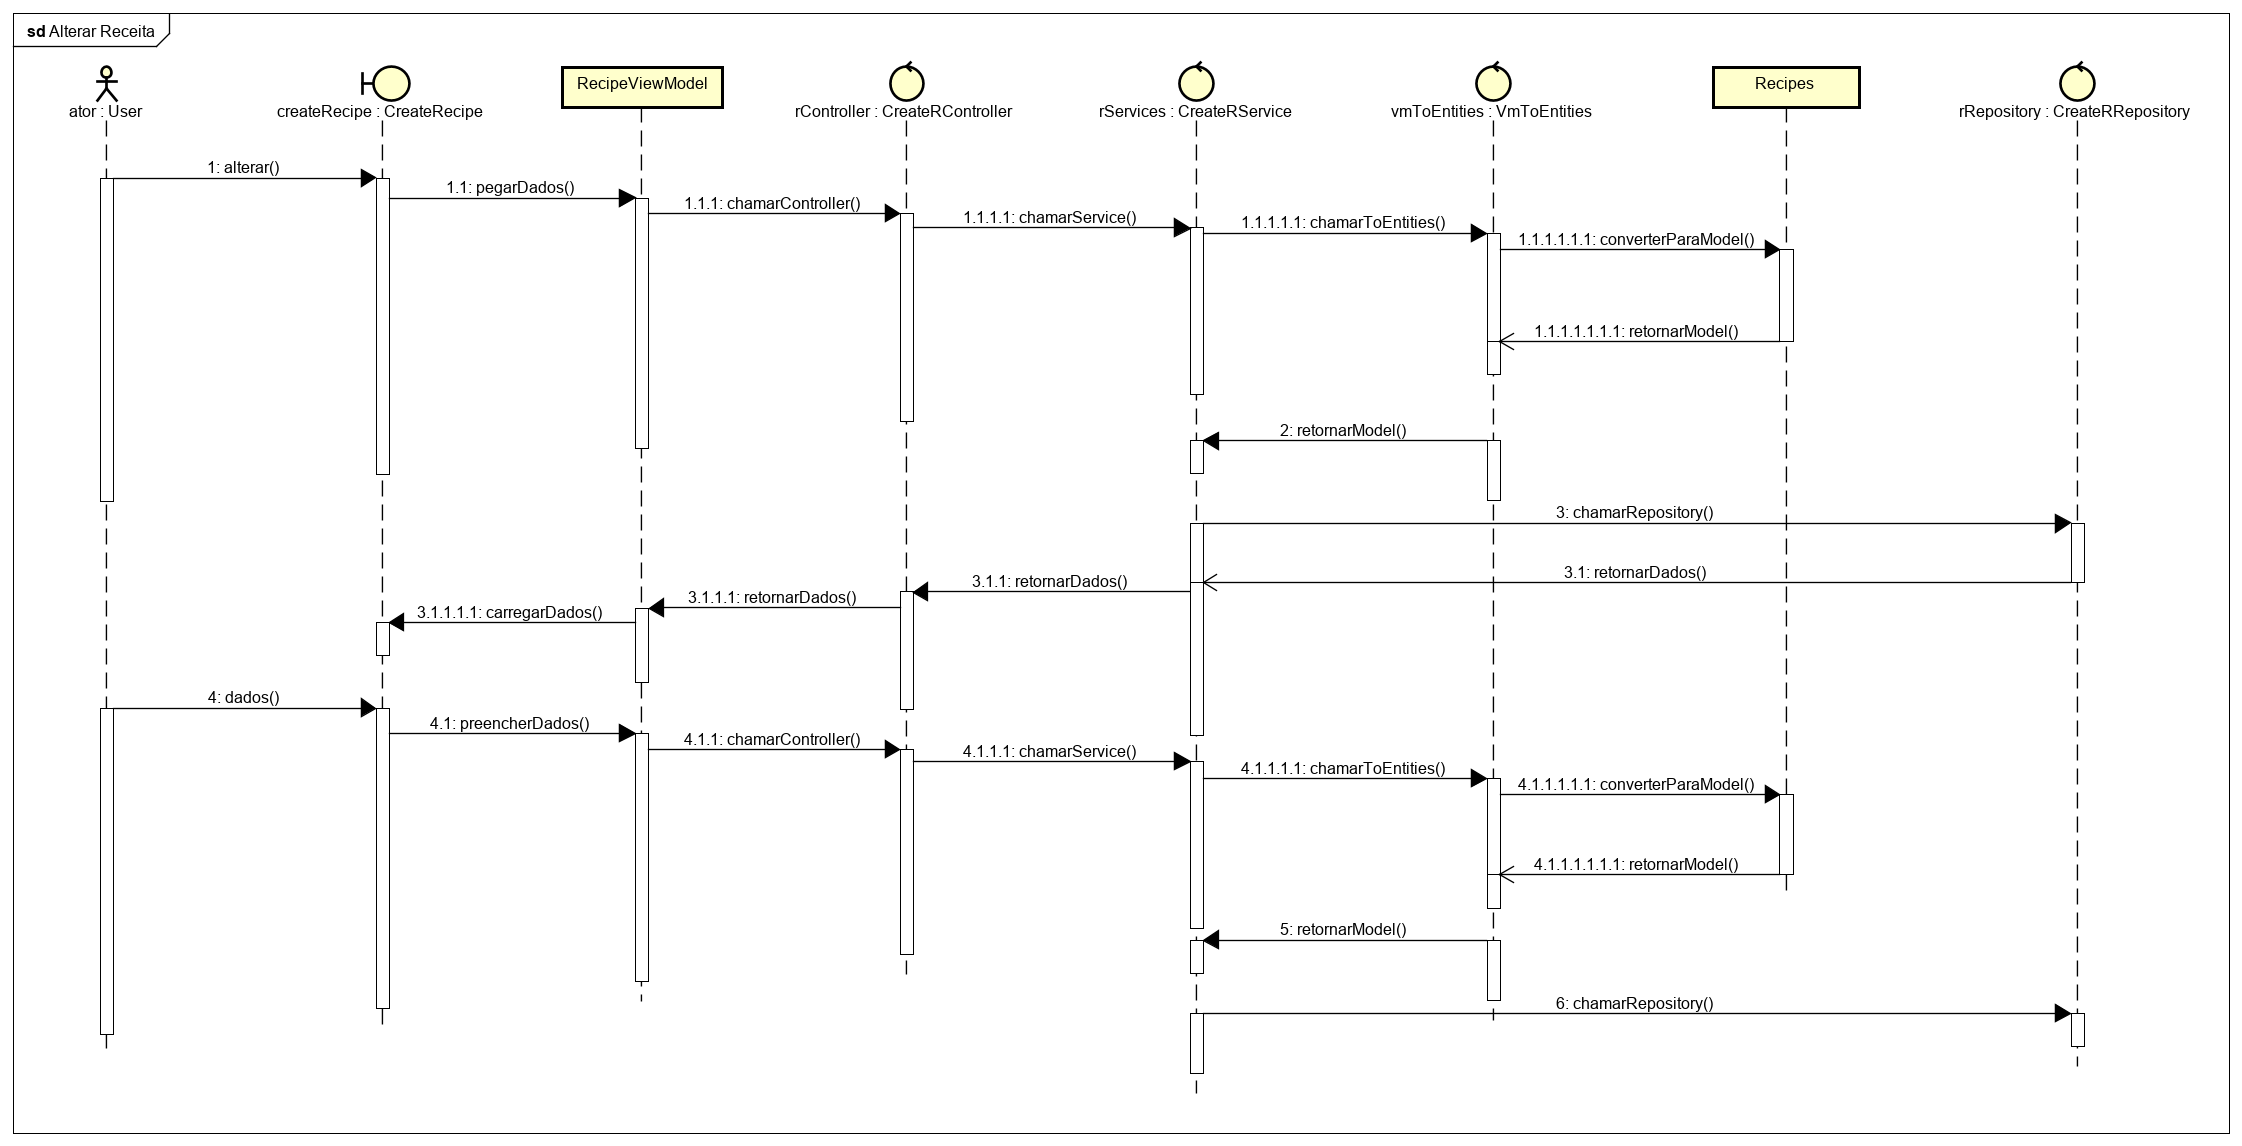 sd Alterar Receita
ator : User
createRecipe : CreateRecipe
RecipeViewModel
rController : CreateRController
rServices : CreateRService
vmToEntities : VmToEntities
Recipes
rRepository : CreateRRepository
1: alterar()
1.1: pegarDados()
1.1.1: chamarController()
1.1.1.1: chamarService()
1.1.1.1.1: chamarToEntities()
1.1.1.1.1.1: converterParaModel()
1.1.1.1.1.1.1: retornarModel()
2: retornarModel()
3: chamarRepository()
3.1: retornarDados()
3.1.1: retornarDados()
3.1.1.1: retornarDados()
3.1.1.1.1: carregarDados()
4: dados()
4.1: preencherDados()
4.1.1: chamarController()
4.1.1.1: chamarService()
4.1.1.1.1: chamarToEntities()
4.1.1.1.1.1: converterParaModel()
4.1.1.1.1.1.1: retornarModel()
5: retornarModel()
6: chamarRepository()